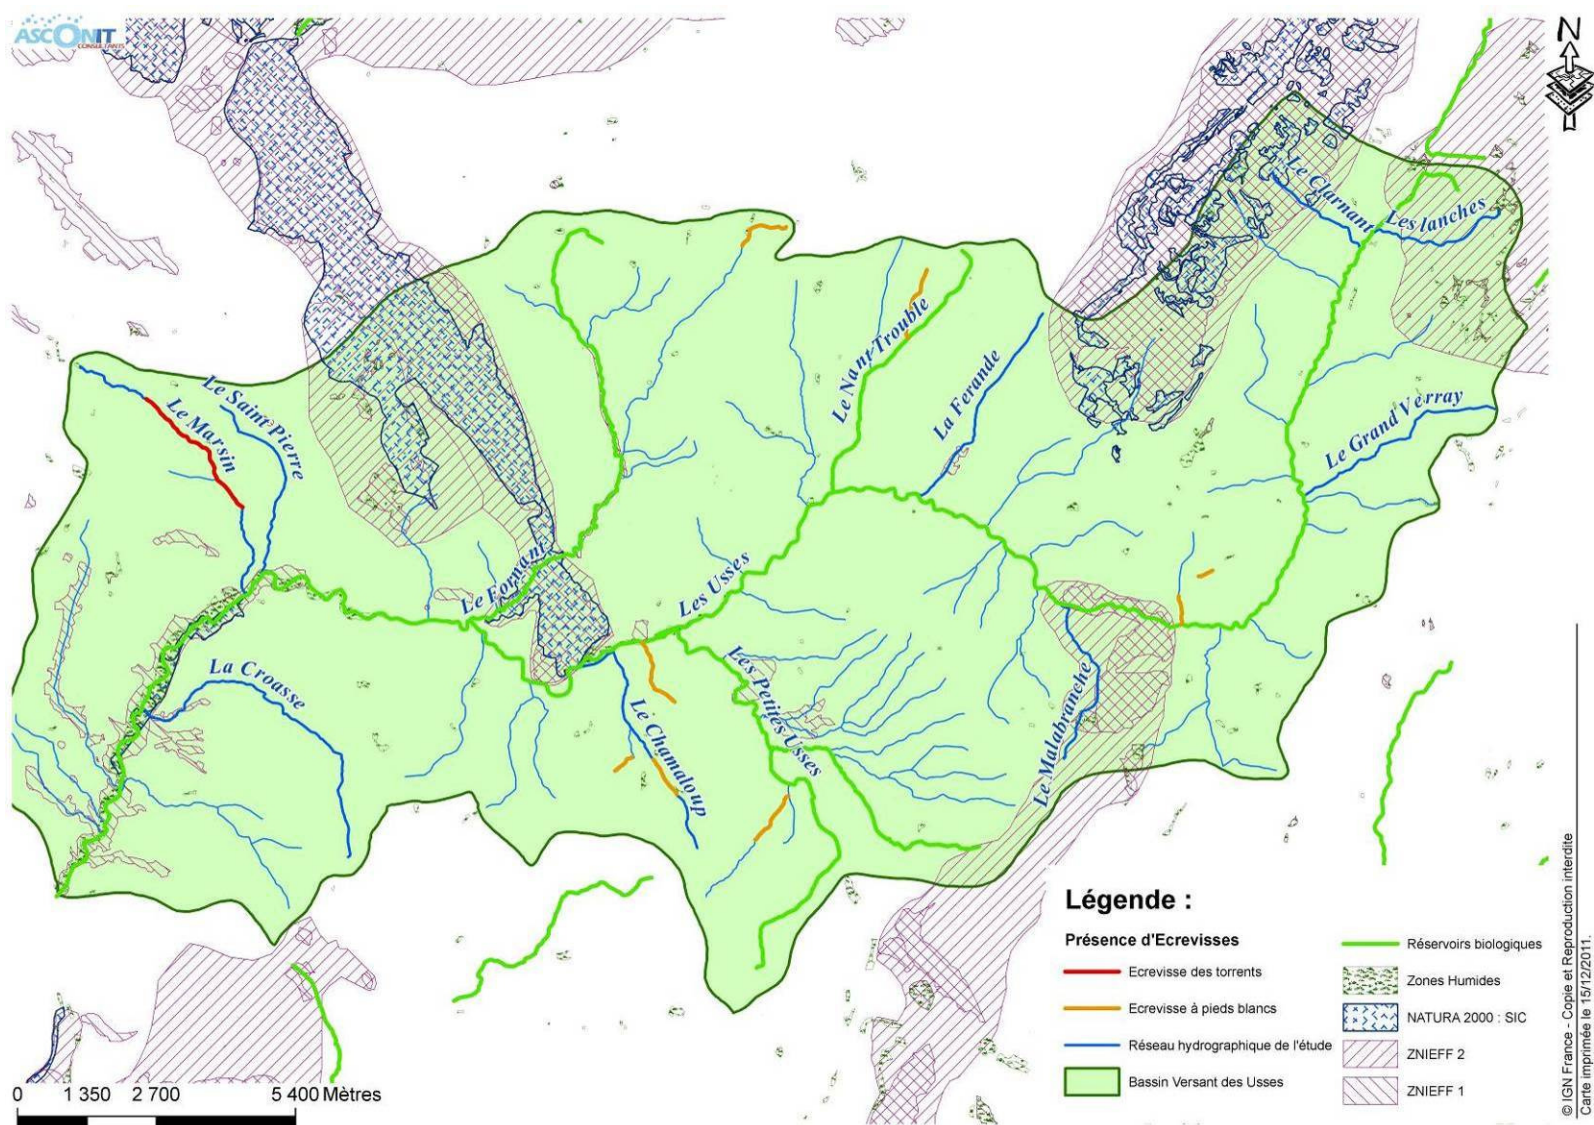 ASCONIT
CONSULTANTS
N
Le Clarnant
Les lanches
Le Nant Trouble
La Ferande
Le Grand Verray
Le Saint Pierre
Le Marsin
Le Fornant
Les Usses
La Croasse
Le Chamaloup
Les Petites Usses
Le Malabranche
Légende :
Présence d'Ecrevisses
Ecrevisse des torrents
Ecrevisse à pieds blancs
Réseau hydrographique de l'étude
Bassin Versant des Usses
Réservoirs biologiques
Zones Humides
NATURA 2000 : SIC
ZNIEFF 2
ZNIEFF 1
0 1 350 2 700 5 400 Mètres
© IGN France - Copie et Reproduction interdite
Carte imprimée le 15/12/2011.